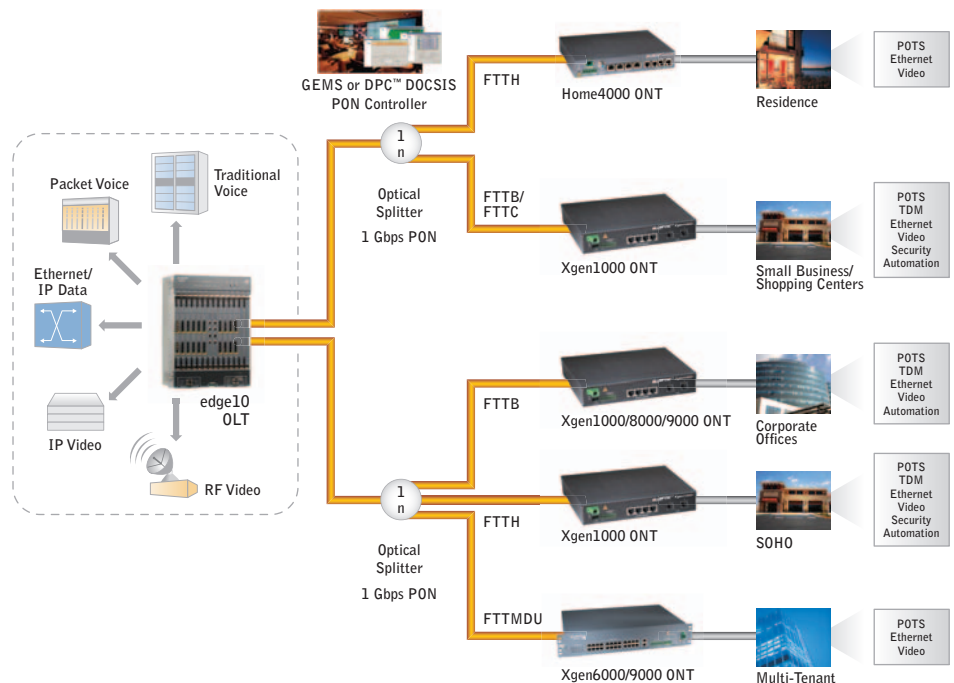 GEMS or DPC™ DOCSIS
PON Controller
FTTH
Home4000 ONT
Residence
POTS
Ethernet
Video
1
n
Optical
Splitter
1 Gbps PON
FTTB/
FTTC
Xgen1000 ONT
Small Business/
Shopping Centers
POTS
TDM
Ethernet
Video
Security
Automation
Packet Voice
Traditional
Voice
Ethernet/
IP Data
IP Video
RF Video
edge10
OLT
FTTB
Xgen1000/8000/9000 ONT
Corporate
Offices
POTS
TDM
Ethernet
Video
Automation
1
n
Optical
Splitter
1 Gbps PON
FTTH
Xgen1000 ONT
SOHO
POTS
TDM
Ethernet
Video
Security
Automation
FTTMDU
Xgen6000/9000 ONT
Multi-Tenant
POTS
Ethernet
Video